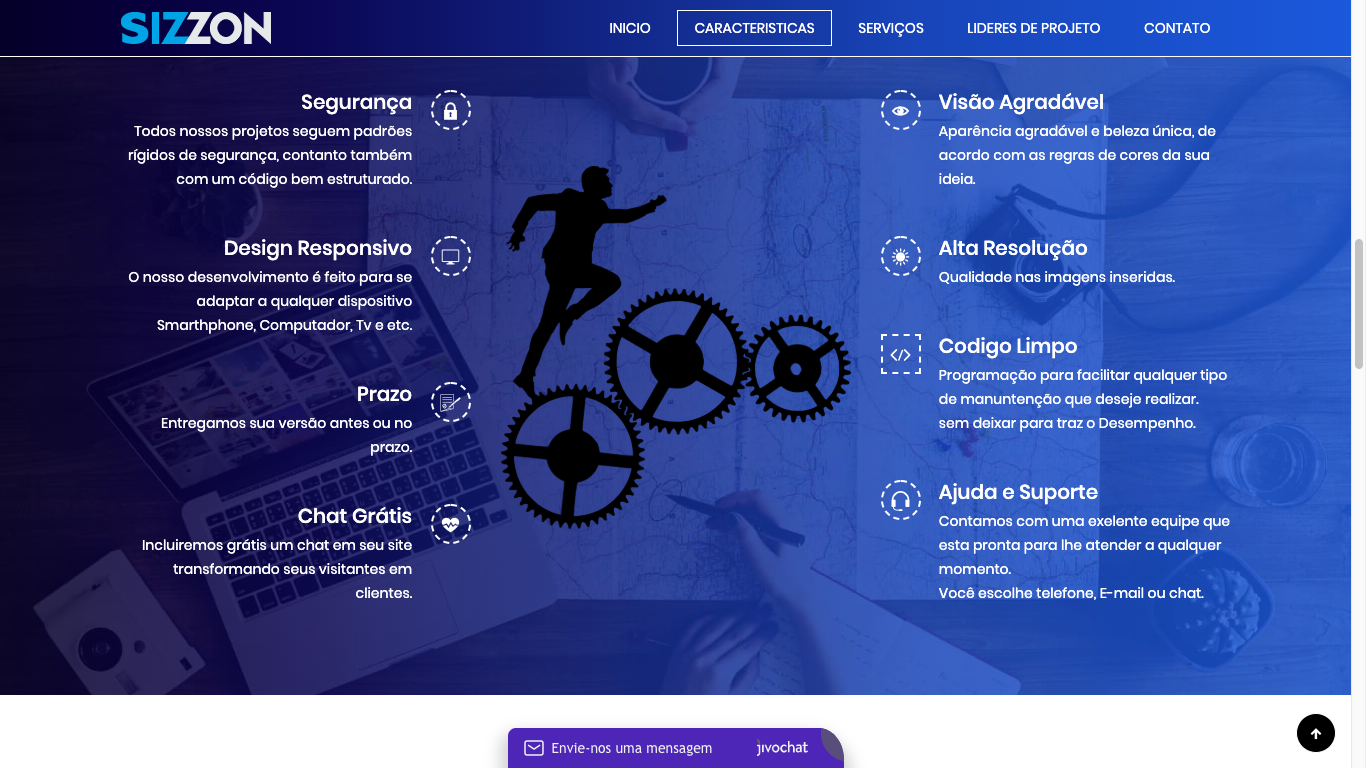 SIZZON
INICIO
CARACTERISTICAS
SERVIÇOS
LIDERES DE PROJETO
CONTATO
Segurança
Todos nossos projetos seguem padrões
rígidos de segurança, contanto também
com um código bem estruturado.
Design Responsivo
O nosso desenvolvimento é feito para se
adaptar a qualquer dispositivo
Smarthphone, Computador, Tv e etc.
Prazo
Entregamos sua versão antes ou no
prazo.
Chat Grátis
Incluiremos grátis um chat em seu site
transformando seus visitantes em
clientes.
Visão Agradável
Aparência agradável e beleza única, de
acordo com as regras de cores da sua
ideia.
Alta Resolução
Qualidade nas imagens inseridas.
Codigo Limpo
Programação para facilitar qualquer tipo
de manuntenção que deseje realizar.
sem deixar para traz o Desempenho.
Ajuda e Suporte
Contamos com uma exelente equipe que
esta pronta para lhe atender a qualquer
momento.
Você escolhe telefone, E-mail ou chat.
Envie-nos uma mensagem
jivochat